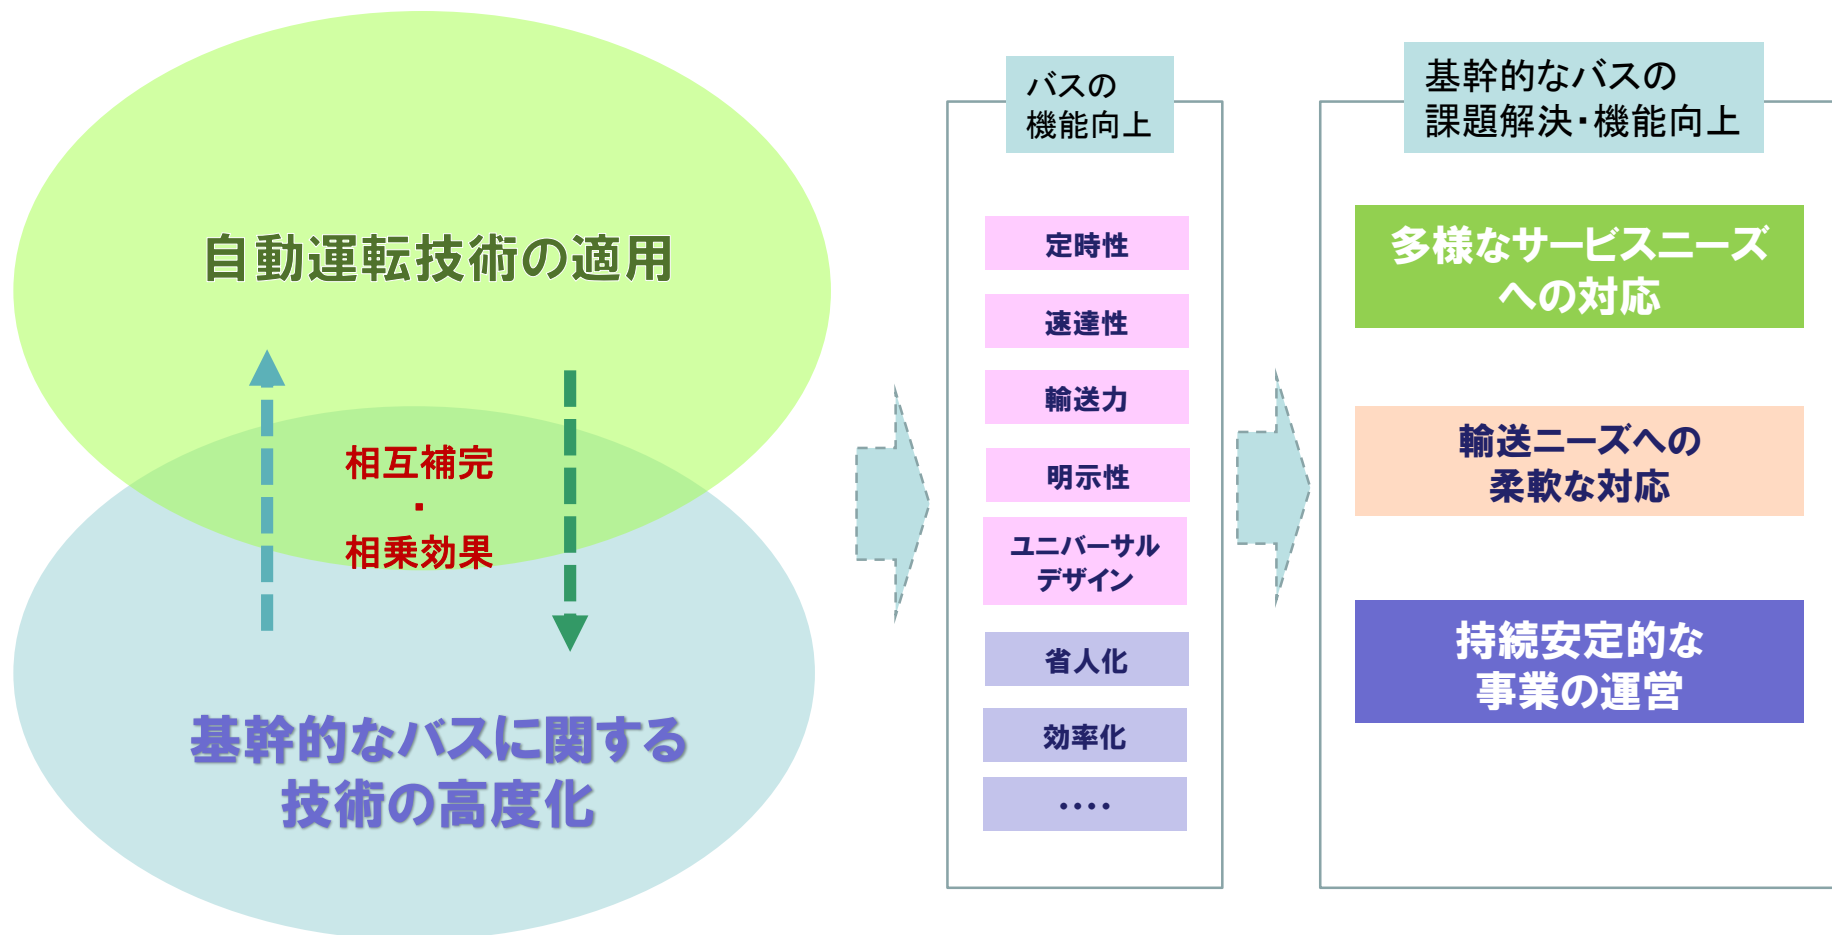 自動運転技術の適用
相互補完
・
相乗効果
基幹的なバスに関する
技術の高度化
バスの
機能向上
定時性
速達性
輸送力
明示性
ユニバーサル
デザイン
省人化
効率化
・・・・
基幹的なバスの
課題解決・機能向上
多様なサービスニーズ
への対応
輸送ニーズへの
柔軟な対応
持続安定的な
事業の運営